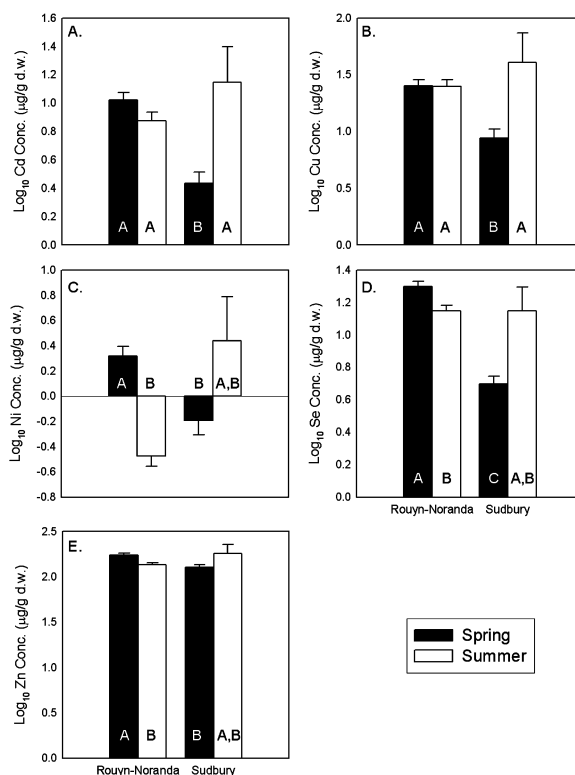 A.
Log10 Cd Conc. (µg/g d.w.)
1.6
1.4
1.2
1.0
0.8
0.6
0.4
0.2
0.0
A A B A
B.
Log10 Cu Conc. (µg/g d.w.)
2.0
1.5
1.0
0.5
0.0
A A B A
C.
Log10 Ni Conc. (µg/g d.w.)
1.0
0.8
0.6
0.4
0.2
0.0
-0.2
-0.4
-0.6
-0.8
A B B A,B
D.
Log10 Se Conc. (µg/g d.w.)
1.4
1.2
1.0
0.8
0.6
0.4
0.2
0.0
A B C A,B
Rouyn-Noranda Sudbury
E.
Log10 Zn Conc. (µg/g d.w.)
2.5
2.0
2.2
1.5
1.0
0.5
0.0
A B B A,B
Rouyn-Noranda Sudbury
Spring
Summer